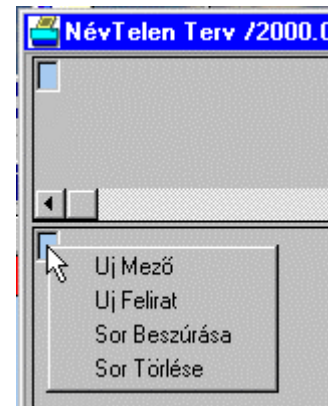 NévTelen Terv /2000.0
Uj Mező
Uj Felirat
Sor Beszúrása
Sor Törlése